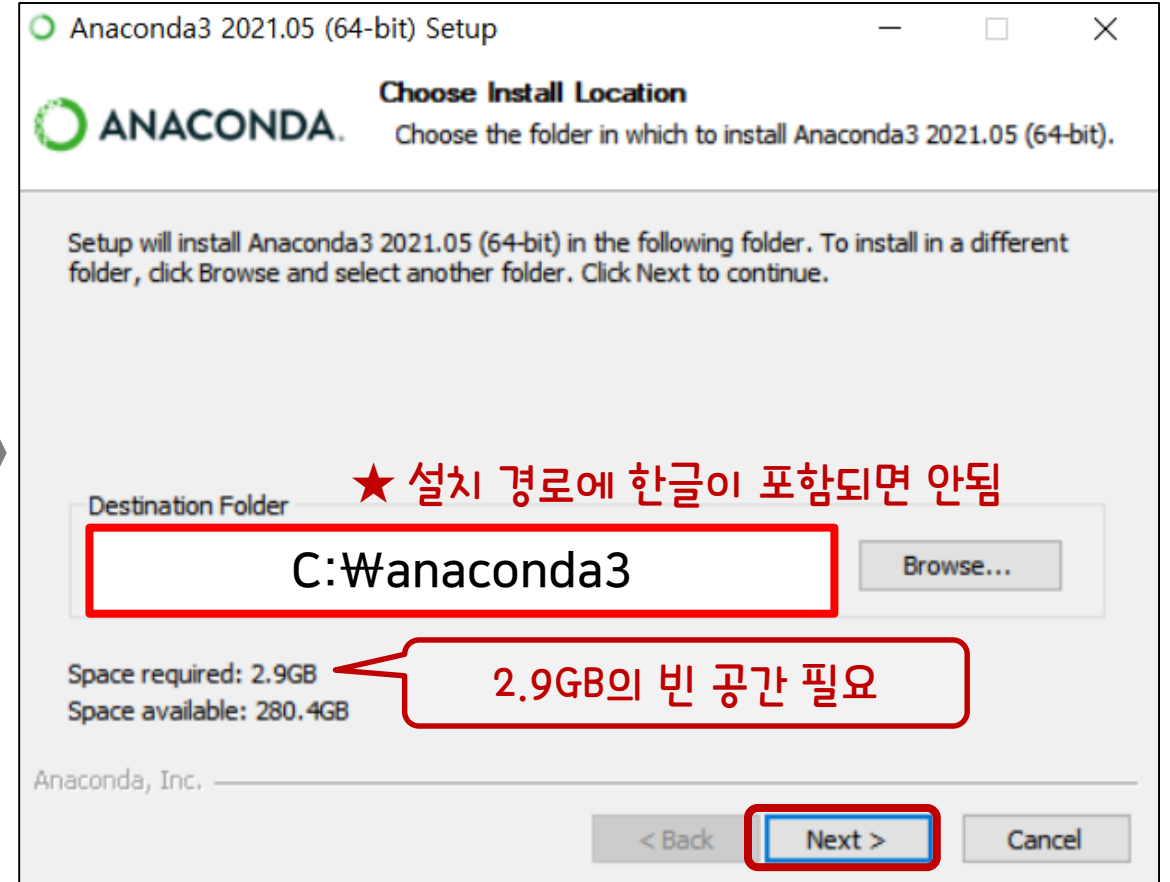 Anaconda3 2021.05 (64-bit) Setup
ANACONDA.
Choose Install Location
Choose the folder in which to install Anaconda3 2021.05 (64-bit).
Setup will install Anaconda3 2021.05 (64-bit) in the following folder. To install in a different
folder, click Browse and select another folder. Click Next to continue.
★ 설치 경로에 한글이 포함되면 안됨
Destination Folder
C:₩anaconda3
Browse...
Space required: 2.9GB
2.9GB의 빈 공간 필요
Space available: 280.4GB
Anaconda, Inc.
< Back
Next >
Cancel